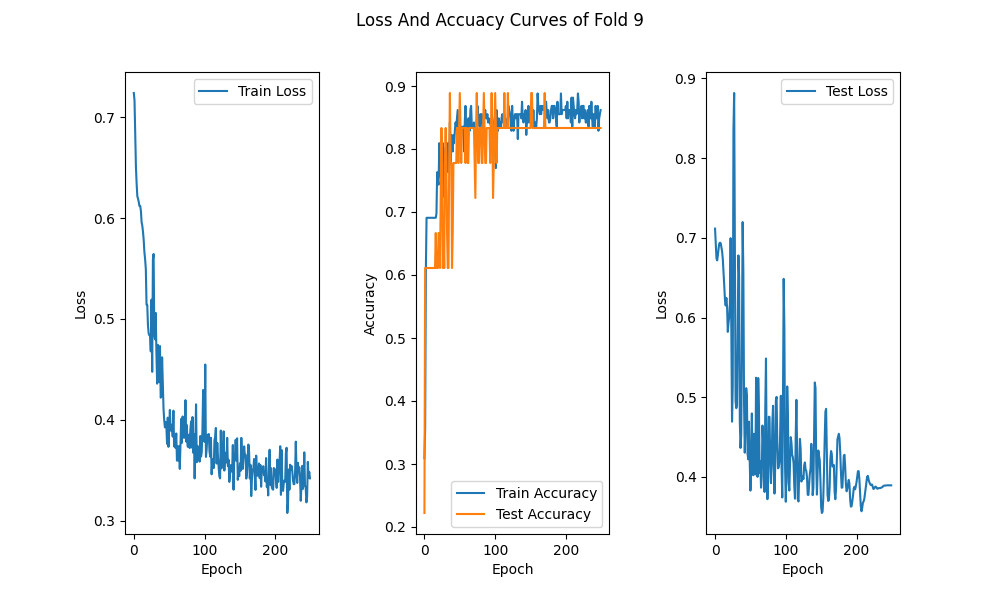 Loss And Accuacy Curves of Fold 9
Train Loss
Loss
0.7
0.6
0.5
0.4
0.3
0
100
200
Epoch
Accuracy
0.9
0.8
0.7
0.6
0.5
0.4
0.3
0.2
Train Accuracy
Test Accuracy
0
100
200
Epoch
Test Loss
Loss
0.9
0.8
0.7
0.6
0.5
0.4
0
100
200
Epoch